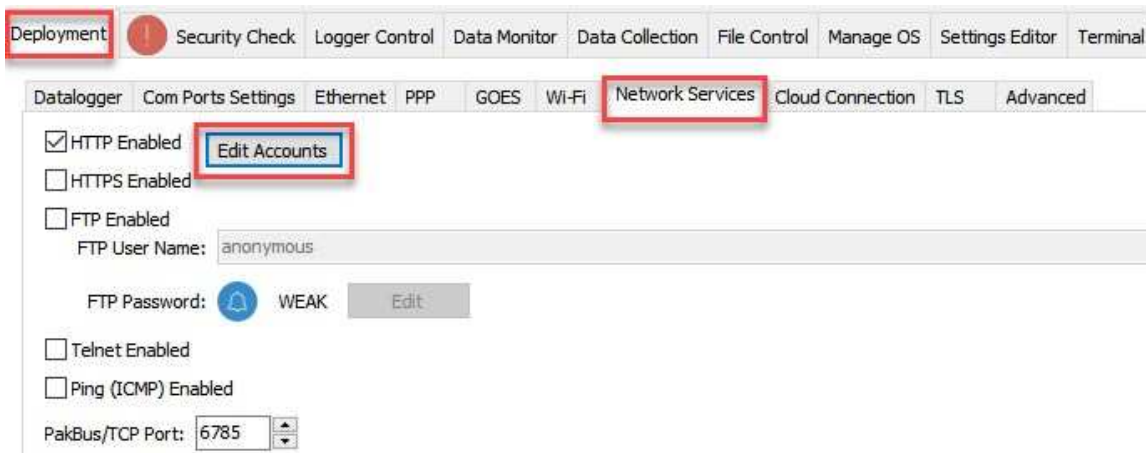 Deployment ! Security Check Logger Control Data Monitor Data Collection File Control Manage OS Settings Editor Terminal
Datalogger Com Ports Settings Ethernet PPP GOES Wi-Fi Network Services Cloud Connection TLS Advanced
HTTP Enabled Edit Accounts
HTTPS Enabled
FTP Enabled
FTP User Name: anonymous
FTP Password: WEAK Edit
Telnet Enabled
Ping (ICMP) Enabled
PakBus/TCP Port: 6785